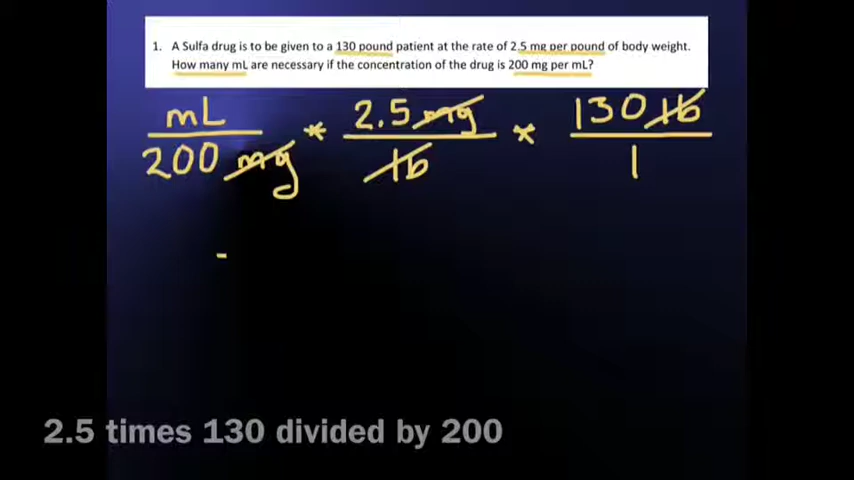 1. A Sulfa drug is to be given to a 130 pound patient at the rate of 2.5 mg per pound of body weight.
How many mL are necessary if the concentration of the drug is 200 mg per mL?
mL * 2.5 mg * 130 lb
200 mg lb 1
-
2.5 times 130 divided by 200